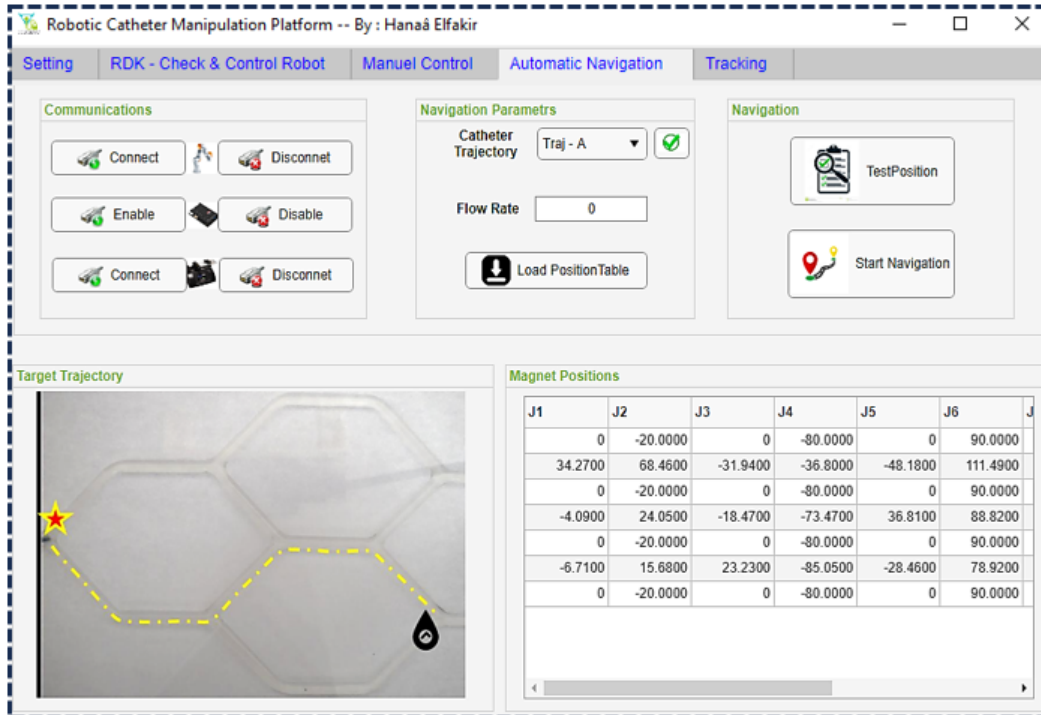 Robotic Catheter Manipulation Platform -- By : Hanaâ Elfakir
Setting RDK - Check & Control Robot Manuel Control Automatic Navigation Tracking
Communications
Connect Disconnet
Enable Disable
Connect Disconnet
Navigation Parametrs
Catheter
Trajectory
Traj - A
Flow Rate 0
Load PositionTable
Navigation
TestPosition
Start Navigation
Target Trajectory
Magnet Positions
J1 J2 J3 J4 J5 J6 J
0 -20.0000 0 -80.0000 0 90.0000
34.2700 68.4600 -31.9400 -36.8000 -48.1800 111.4900
0 -20.0000 0 -80.0000 0 90.0000
-4.0900 24.0500 -18.4700 -73.4700 36.8100 88.8200
0 -20.0000 0 -80.0000 0 90.0000
-6.7100 15.6800 23.2300 -85.0500 -28.4600 78.9200
0 -20.0000 0 -80.0000 0 90.0000